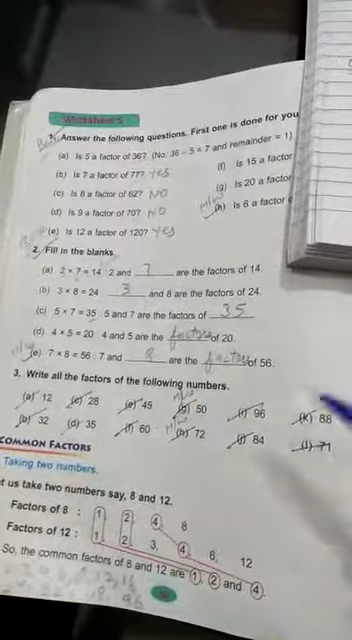 Worksheet 5
1. Answer the following questions. First one is done for you
(a) Is 5 a factor of 36? (No: 36 ÷ 5 = 7 and remainder = 1)
(b) Is 7 a factor of 77? Yes
(f) Is 15 a factor
(c) Is 8 a factor of 62? NO
(g) Is 20 a factor
(d) Is 9 a factor of 70? NO
(h) Is 6 a factor
(e) Is 12 a factor of 120? Yes
2. Fill in the blanks.
(a) 2 × 7 = 14 2 and 7 are the factors of 14.
(b) 3 × 8 = 24 3 and 8 are the factors of 24.
(c) 5 × 7 = 35 5 and 7 are the factors of 35
(d) 4 × 5 = 20 4 and 5 are the factors of 20.
(e) 7 × 8 = 56 : 7 and 8 are the factors of 56.
3. Write all the factors of the following numbers.
(a) 12 (c) 28 (e) 45 (g) 50 (i) 96 (k) 88
(b) 32 (d) 35 (f) 60 (h) 72 (j) 84 (l) 71
COMMON FACTORS
Taking two numbers.
us take two numbers say, 8 and 12.
Factors of 8 : 1 2 4 8
Factors of 12 : 1 2 3, 4, 6, 12
So, the common factors of 8 and 12 are 1, 2 and 4.